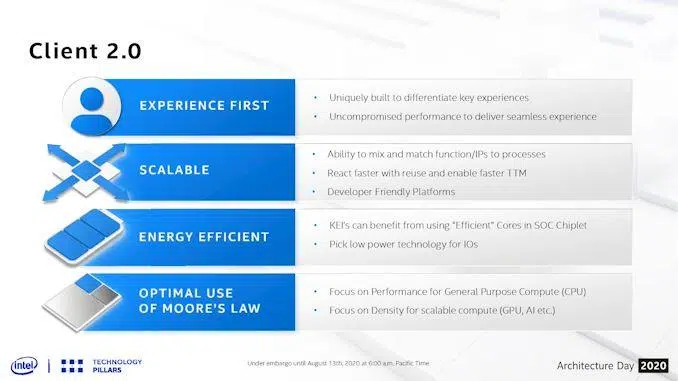 Client 2.0
EXPERIENCE FIRST
• Uniquely built to differentiate key experiences
• Uncompromised performance to deliver seamless experience
SCALABLE
• Ability to mix and match function/IPs to processes
• React faster with reuse and enable faster TTM
• Developer Friendly Platforms
ENERGY EFFICIENT
• KEI's can benefit from using "Efficient" Cores in SOC Chiplet
• Pick low power technology for IOs
OPTIMAL USE
OF MOORE'S LAW
• Focus on Performance for General Purpose Compute (CPU)
• Focus on Density for scalable compute (GPU, AI etc.)
intel
TECHNOLOGY
PILLARS
Under embargo until August 13th, 2020, at 6:00 a.m. Pacific Time
Architecture Day 2020